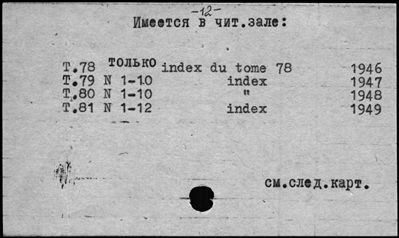 -12-
Имеется в чит.зале:
Т.78 только index du tome 78 1946
Т.79 N 1-10 index 1947
Т.80 N 1-10 " 1948
Т.81 N 1-12 index 1949
см.след.карт.